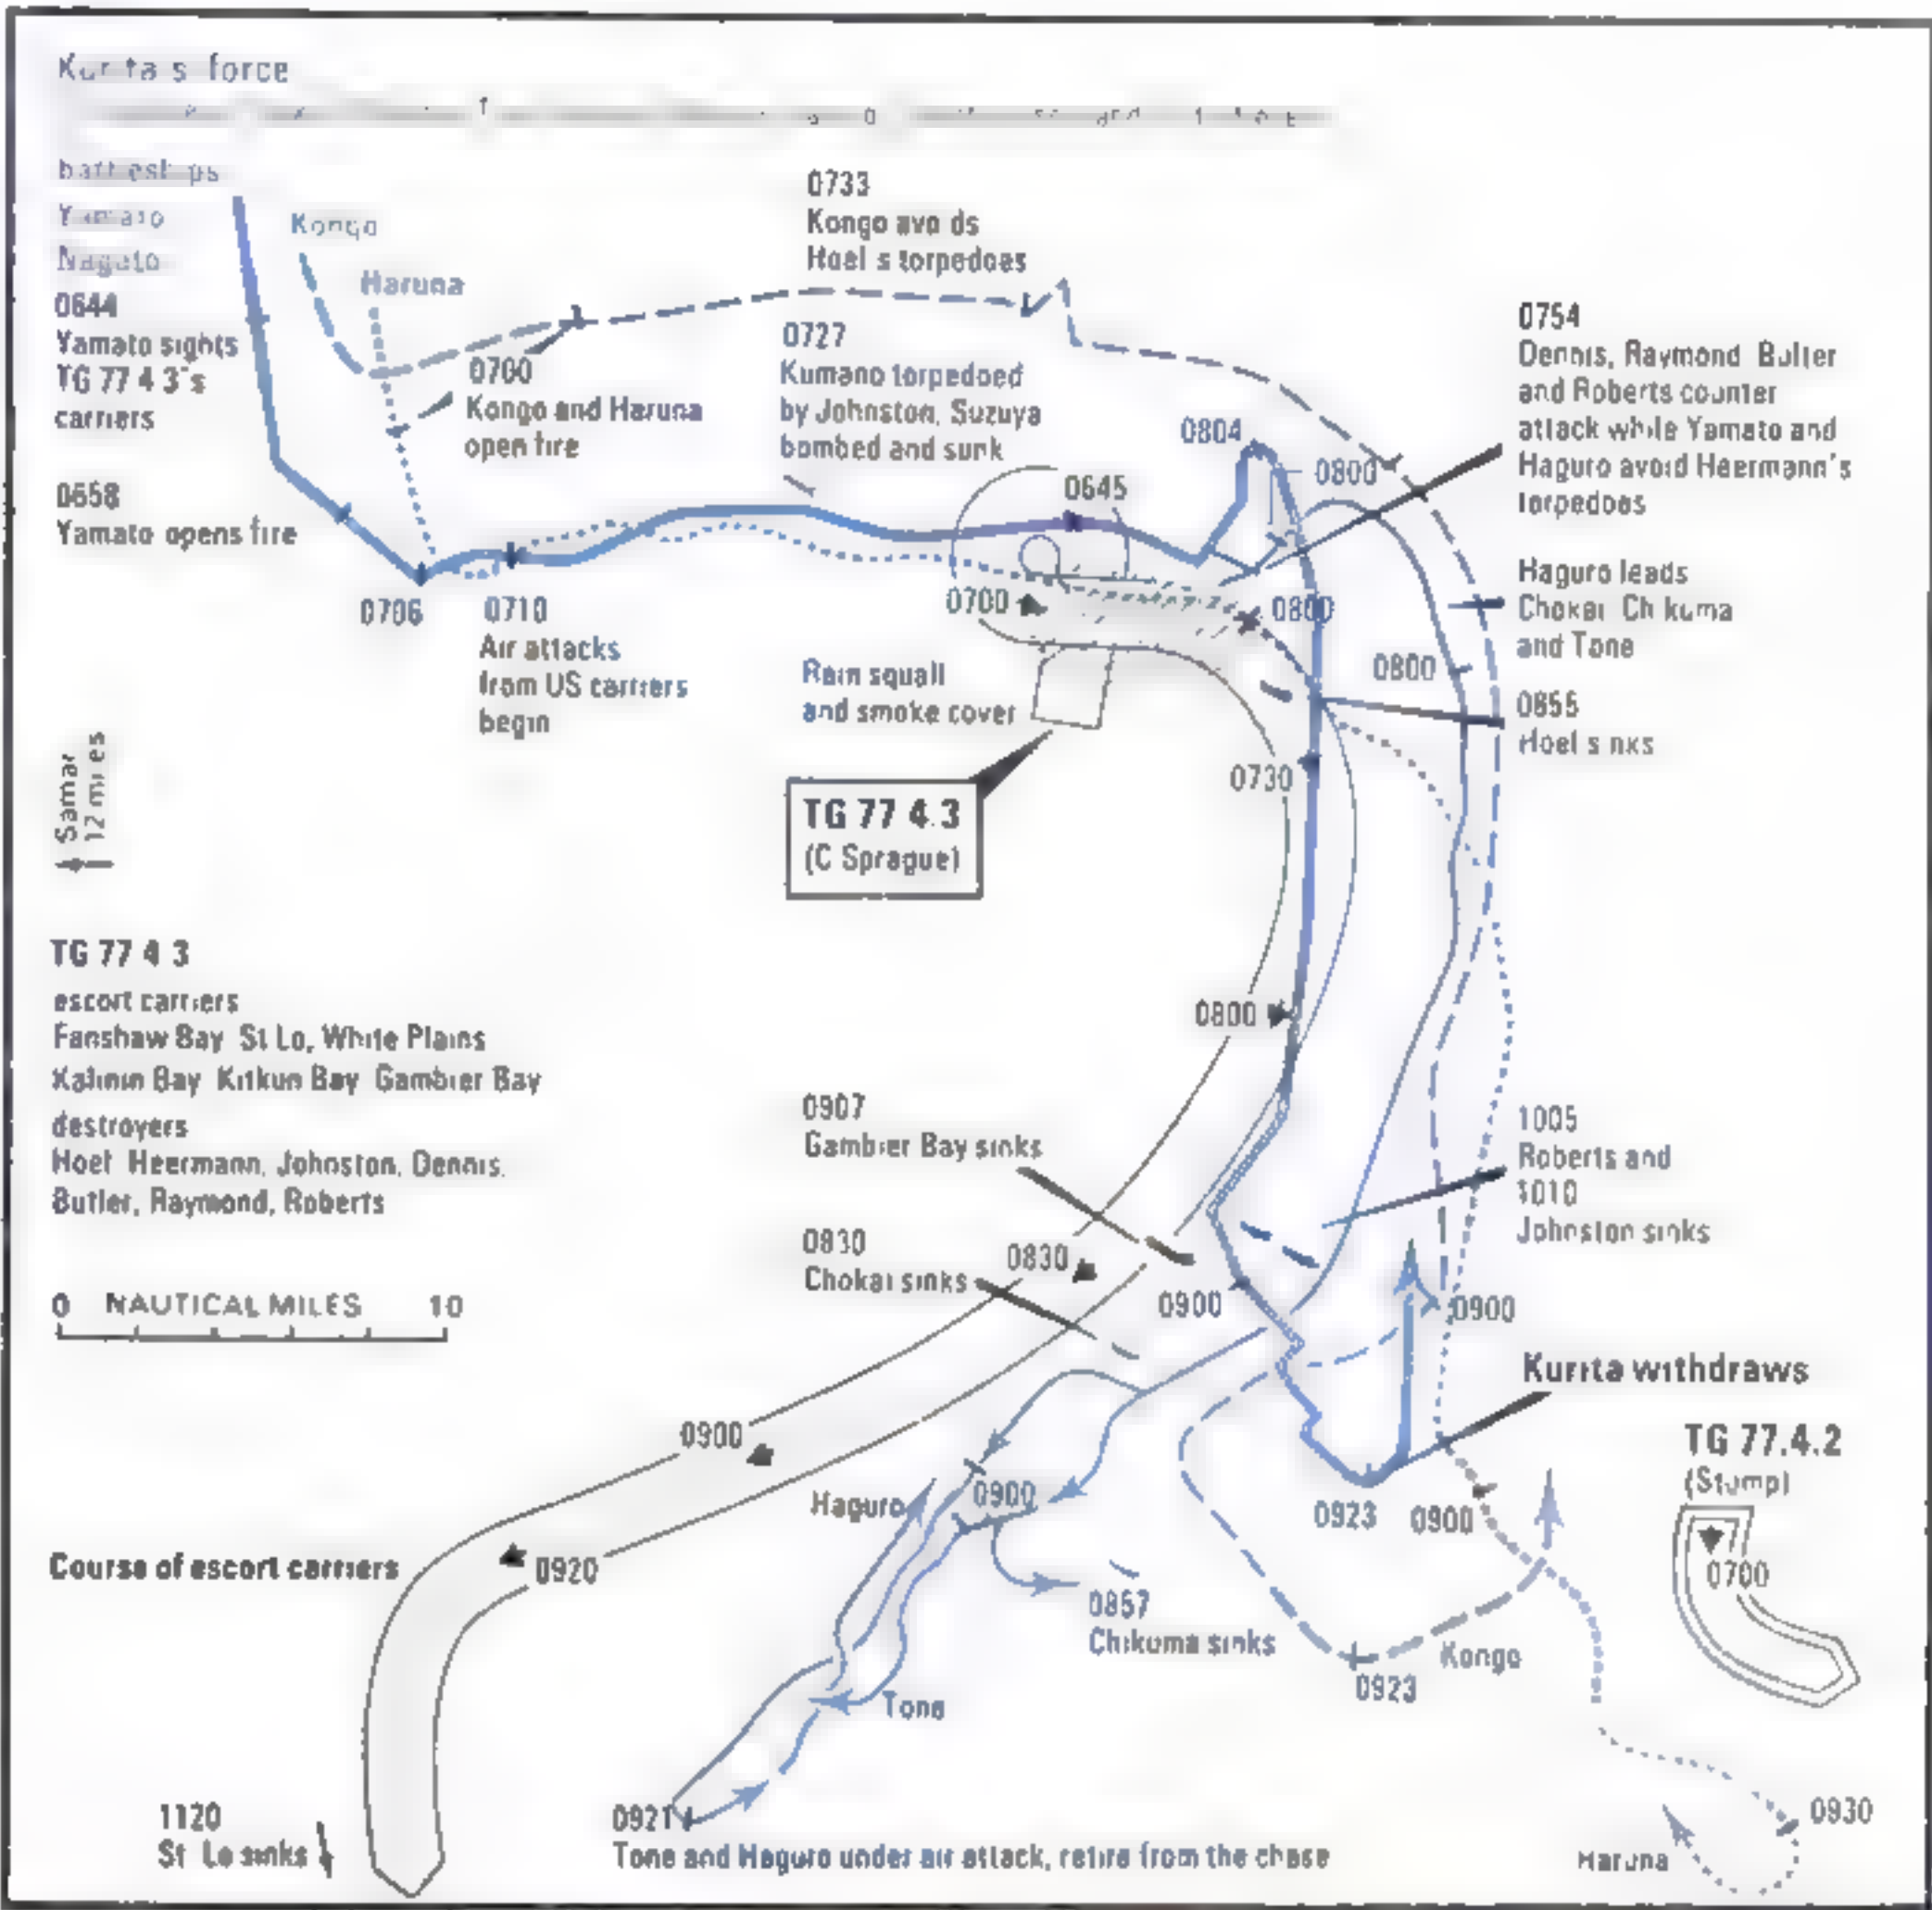 Kurita's force
battleships
Yamato
Nagato
Kongo
Haruna
0644
Yamato sights
TG 77 4 3's
carriers
0658
Yamato opens fire
0706
0710
Air attacks
from US carriers
begin
0700
Kongo and Haruna
open fire
0733
Kongo avoids
Hoel s torpedoes
0727
Kumano torpedoed
by Johnston, Suzuya
bombed and sunk
0645
0700
0804
0800
0800
0800
0754
Dennis, Raymond Butler
and Roberts counter
attack while Yamato and
Haguro avoid Heermann's
torpedoes
Haguro leads
Chokai Chikuma
and Tone
0855
Hoel sinks
Rain squall
and smoke cover
0730
TG 77 4.3
(C Sprague)
Samar
12 miles
TG 77 4 3
escort carriers
Fanshaw Bay St Lo, White Plains
Kalinin Bay Kitkun Bay Gambier Bay
destroyers
Hoel Heermann, Johnston, Dennis,
Butler, Raymond, Roberts
0 NAUTICAL MILES 10
0800
0907
Gambier Bay sinks
0830
Chokai sinks
0830
0900
0900
1005
Roberts and
1010
Johnston sinks
Kurita withdraws
0923
0900
TG 77.4.2
(Stump)
0700
0900
Course of escort carriers
0920
Haguro
0900
0857
Chikuma sinks
Tone
Kongo
0923
1120
St Lo sinks
0921
Tone and Haguro under air attack, retire from the chase
Haruna
0930